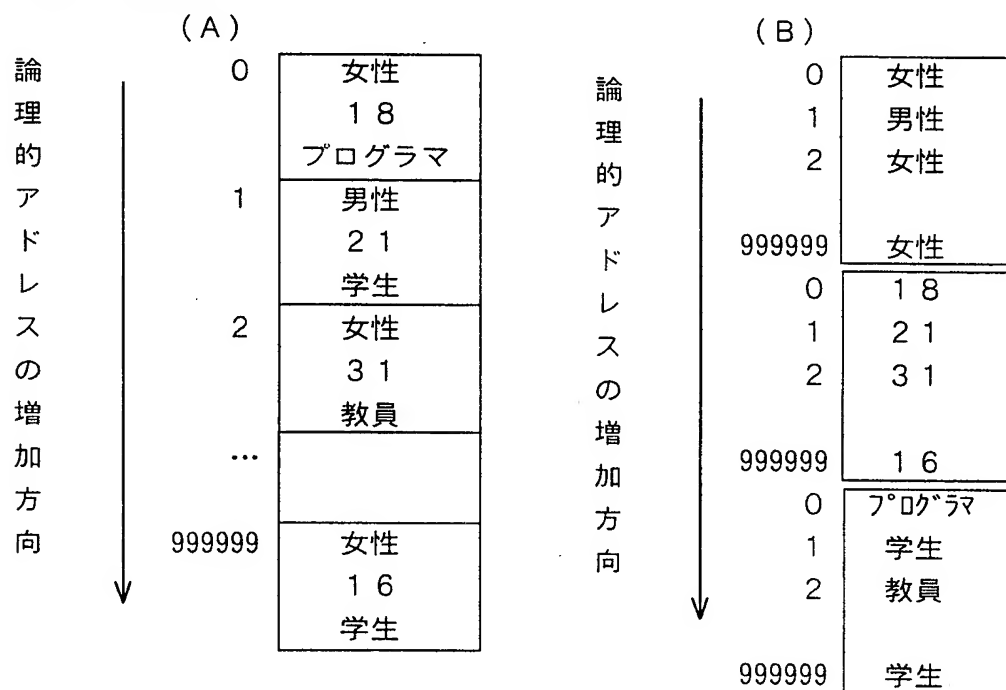 (A)
論理的アドレスの増加方向
0 女性
18
プログラマ
1 男性
21
学生
2 女性
31
教員
…
999999 女性
16
学生
(B)
論理的アドレスの増加方向
0 女性
1 男性
2 女性
999999 女性
0 18
1 21
2 31
999999 16
0 プログラマ
1 学生
2 教員
999999 学生